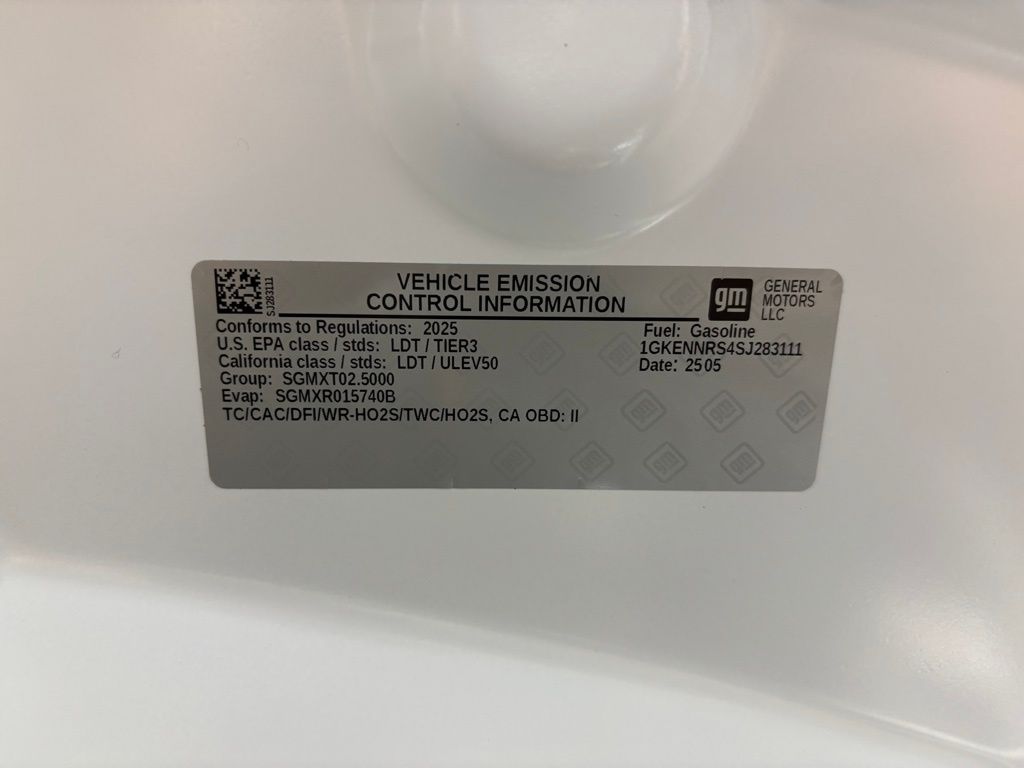 VEHICLE EMISSION
CONTROL INFORMATION
SJ283111
gm
GENERAL
MOTORS
LLC
Conforms to Regulations: 2025
Fuel: Gasoline
U.S. EPA class / stds: LDT / TIER3
1GKENNRS4SJ283111
California class / stds: LDT / ULEV50
Date: 2505
Group: SGMXT02.5000
Evap: SGMXR015740B
TC/CAC/DFI/WR-HO2S/TWC/HO2S, CA OBD: II